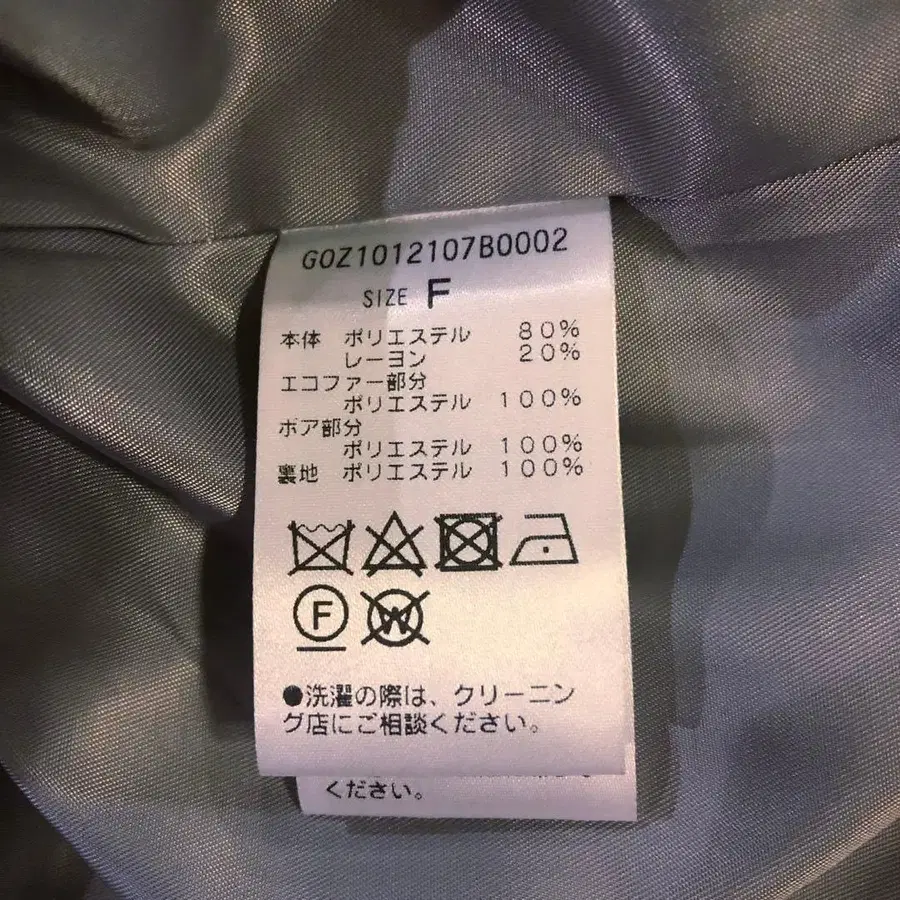 GOZ1012107B0002
SIZE F
本体 ポリエステル 80%
レーヨン 20%
エコファー部分
ポリエステル 100%
ボア部分
ポリエステル 100%
裏地 ポリエステル 100%
F
W
●洗濯の際は、クリーニン
グ店にご相談ください。
ください。